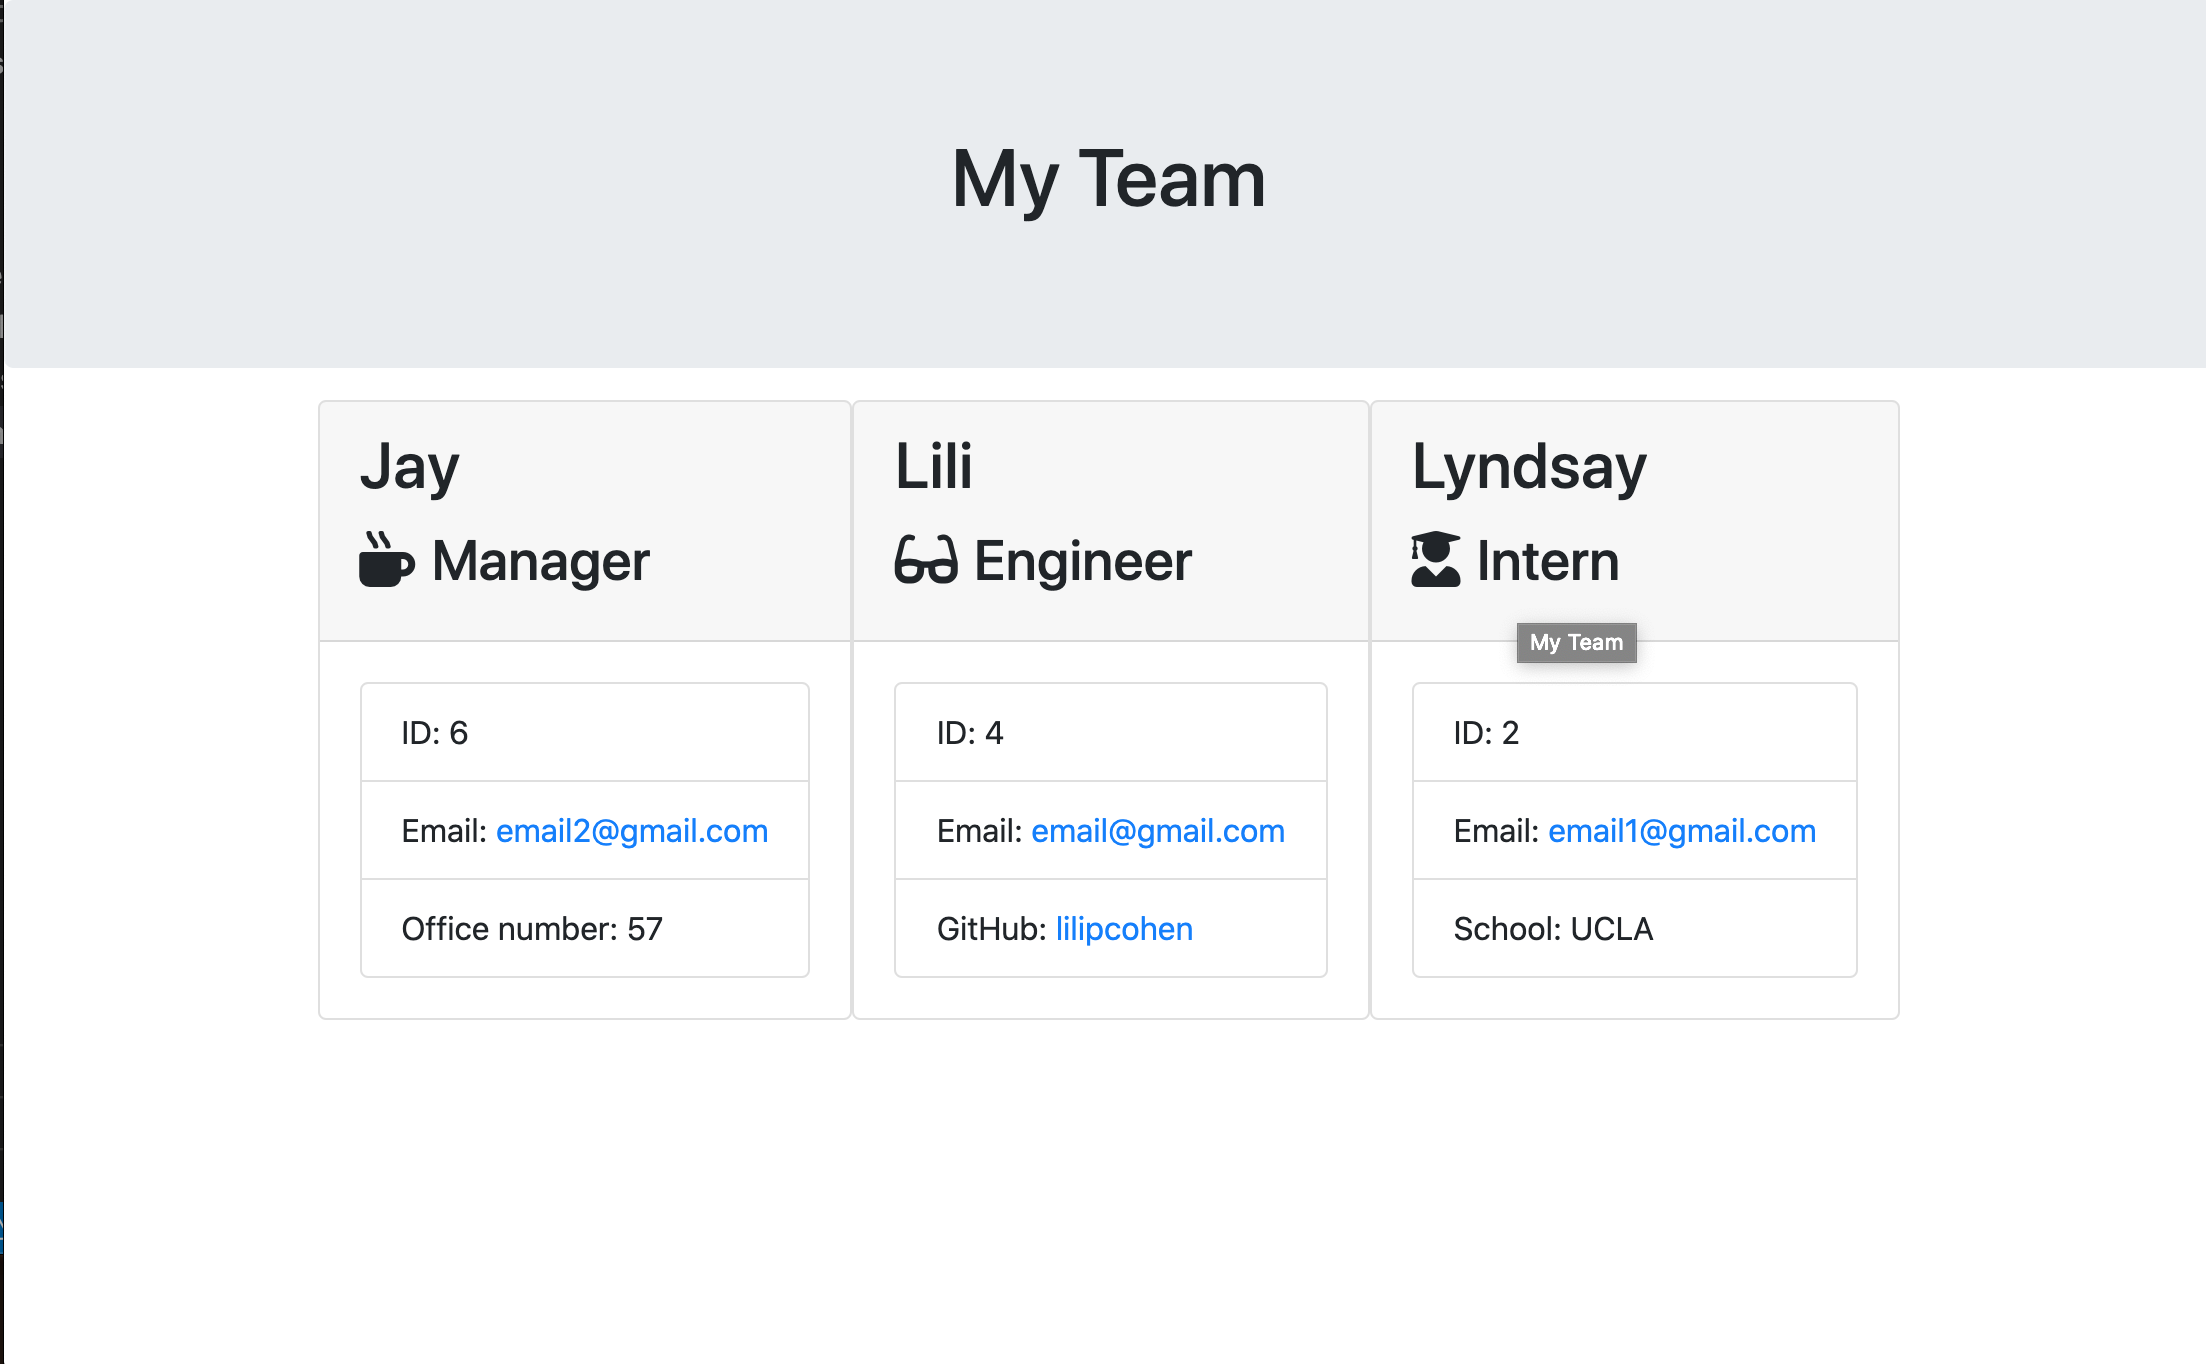 My Team
Jay
Manager
ID: 6
Email: email2@gmail.com
Office number: 57
Lili
Engineer
ID: 4
Email: email@gmail.com
GitHub: lilipcohen
Lyndsay
Intern
My Team
ID: 2
Email: email1@gmail.com
School: UCLA